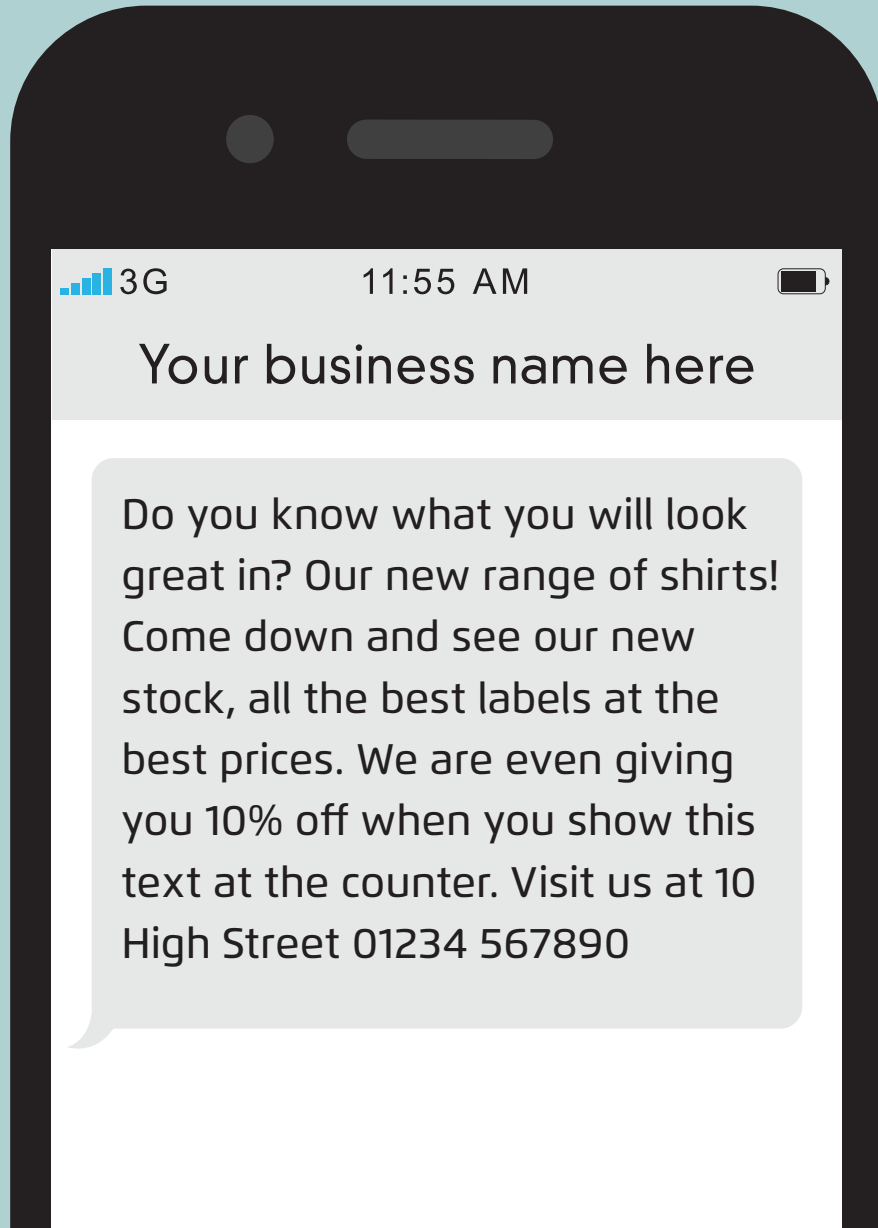 3G 11:55 AM
Your business name here
Do you know what you will look
great in? Our new range of shirts!
Come down and see our new
stock, all the best labels at the
best prices. We are even giving
you 10% off when you show this
text at the counter. Visit us at 10
High Street 01234 567890